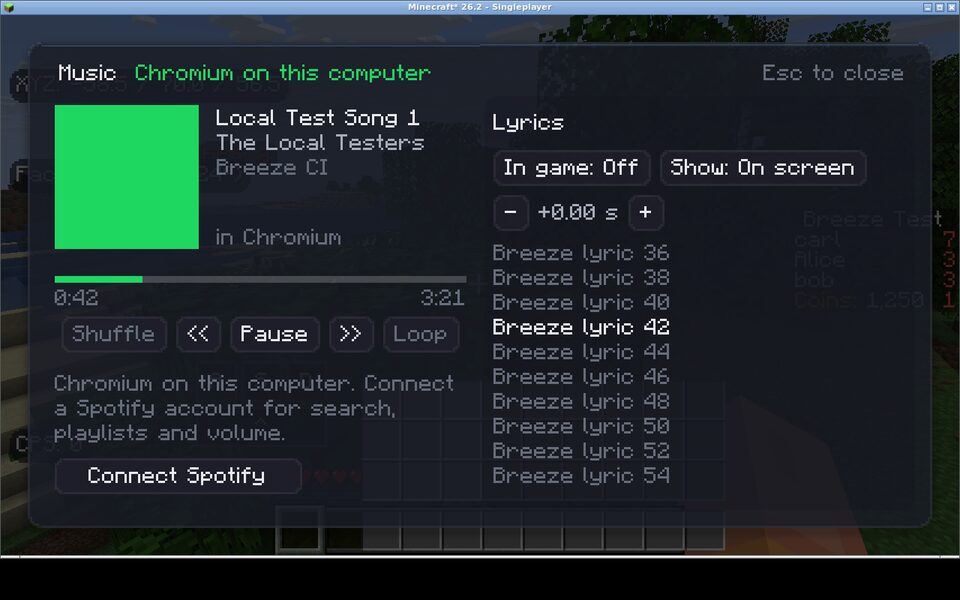 Minecraft* 26.2 - Singleplayer
Music Chromium on this computer
Esc to close
Local Test Song 1
The Local Testers
Breeze CI
in Chromium
0:42 3:21
Shuffle << Pause >> Loop
Chromium on this computer. Connect
a Spotify account for search,
playlists and volume.
Connect Spotify
Lyrics
In game: Off Show: On screen
- +0.00 s +
Breeze lyric 36
Breeze lyric 38
Breeze lyric 40
Breeze lyric 42
Breeze lyric 44
Breeze lyric 46
Breeze lyric 48
Breeze lyric 50
Breeze lyric 52
Breeze lyric 54
Breeze Test
carl 7
Alice 3
bob 3
Coins: 1,250 1